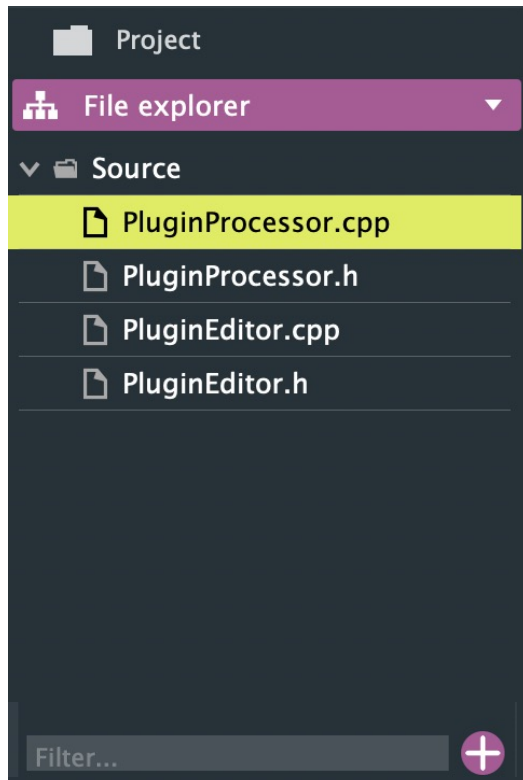 Project
File explorer
Source
PluginProcessor.cpp
PluginProcessor.h
PluginEditor.cpp
PluginEditor.h
Filter...